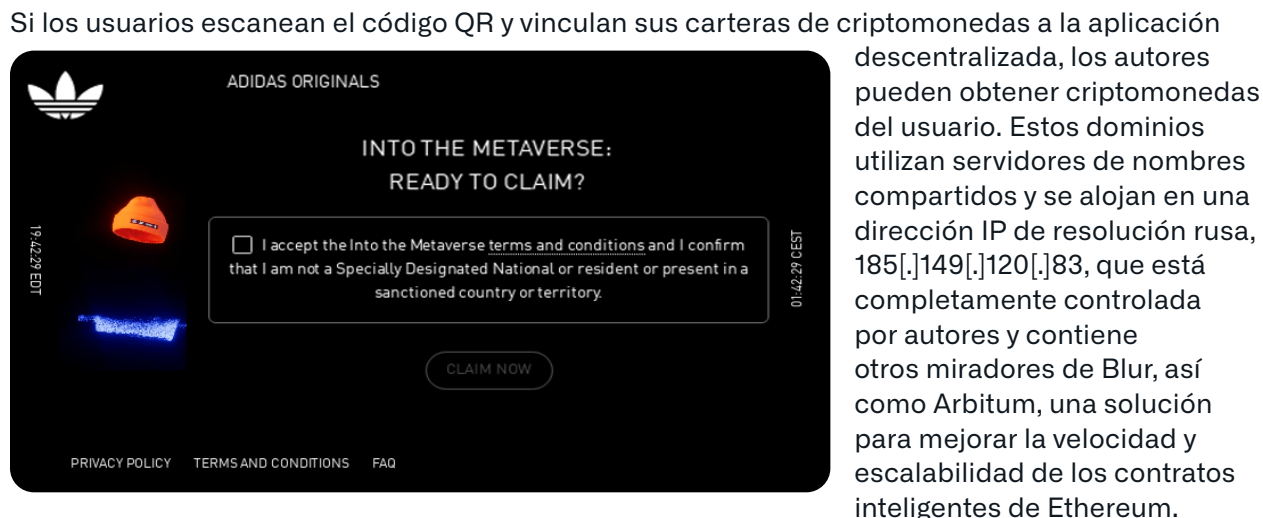 Si los usuarios escanean el código QR y vinculan sus carteras de criptomonedas a la aplicación
descentralizada, los autores
pueden obtener criptomonedas
del usuario. Estos dominios
utilizan servidores de nombres
compartidos y se alojan en una
dirección IP de resolución rusa,
185[.]149[.]120[.]83, que está
completamente controlada
por autores y contiene
otros miradores de Blur, así
como Arbitum, una solución
para mejorar la velocidad y
escalabilidad de los contratos
inteligentes de Ethereum.
ADIDAS ORIGINALS
INTO THE METAVERSE:
READY TO CLAIM?
19:42:29 EDT
I accept the Into the Metaverse terms and conditions and I confirm
that I am not a Specially Designated National or resident or present in a
sanctioned country or territory.
01:42:29 CEST
CLAIM NOW
PRIVACY POLICY TERMS AND CONDITIONS FAQ